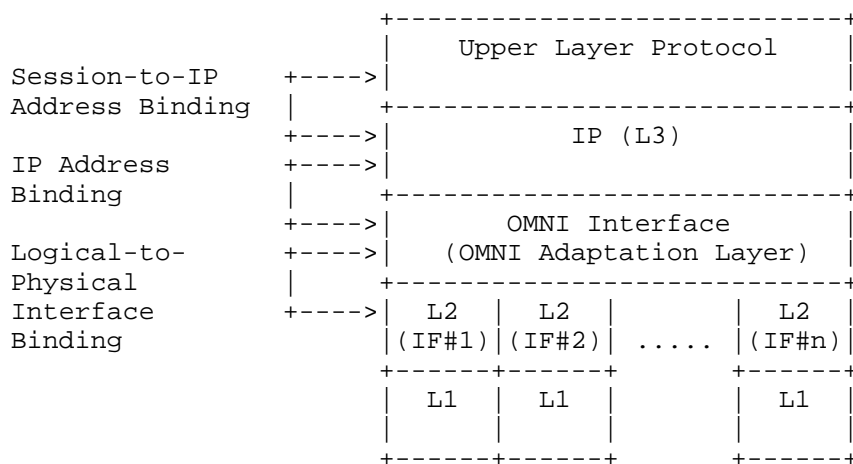 Upper Layer Protocol
Session-to-IP
Address Binding
IP (L3)
IP Address
Binding
OMNI Interface
Logical-to- (OMNI Adaptation Layer)
Physical
Interface L2 L2 L2
Binding (IF#1) (IF#2) ..... (IF#n)
L1 L1 L1